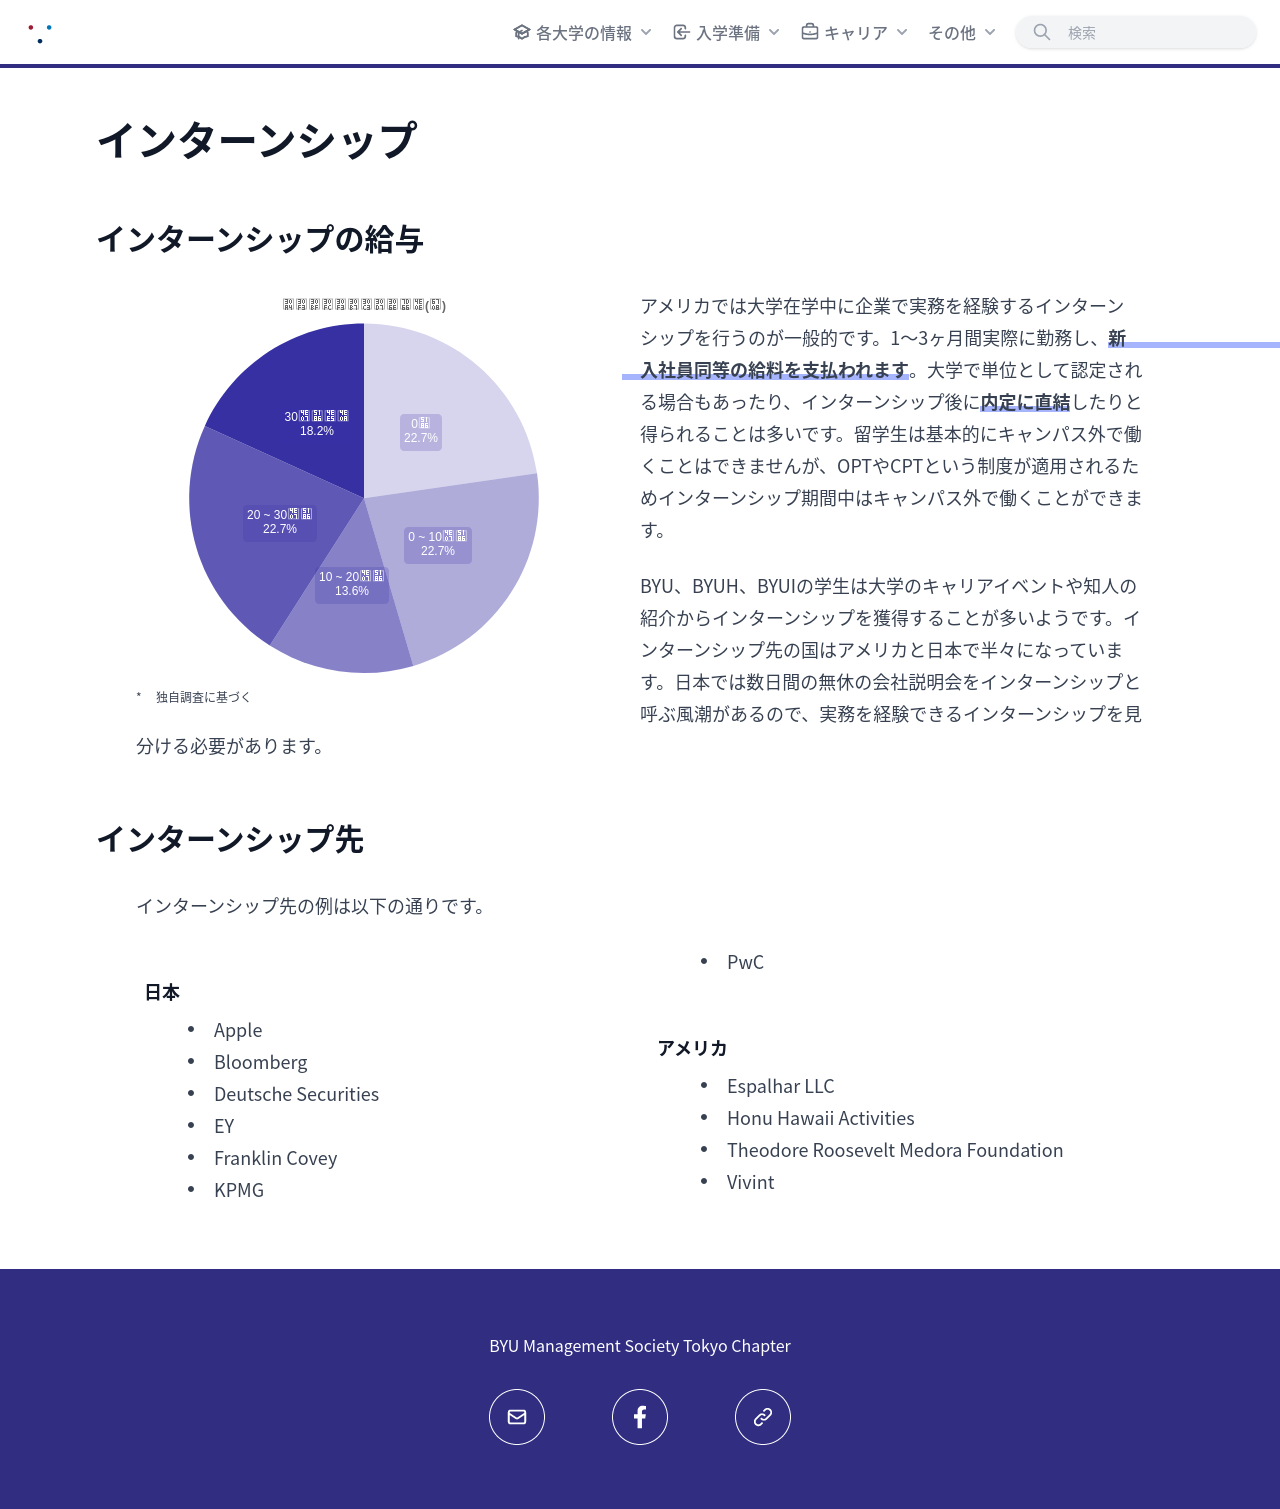 各大学の情報 入学準備 キャリア その他 検索
インターンシップ
インターンシップの給与
30
18.2%
0
22.7%
20 ~ 30
22.7%
0 ~ 10
22.7%
10 ~ 20
13.6%
* 独自調査に基づく
アメリカでは大学在学中に企業で実務を経験するインターン
シップを行うのが一般的です。1〜3ヶ月間実際に勤務し、新
入社員同等の給料を支払われます。大学で単位として認定され
る場合もあったり、インターンシップ後に内定に直結したりと
得られることは多いです。留学生は基本的にキャンパス外で働
くことはできませんが、OPTやCPTという制度が適用されるた
めインターンシップ期間中はキャンパス外で働くことができま
す。
BYU、BYUH、BYUIの学生は大学のキャリアイベントや知人の
紹介からインターンシップを獲得することが多いようです。イ
ンターンシップ先の国はアメリカと日本で半々になっていま
す。日本では数日間の無休の会社説明会をインターンシップと
呼ぶ風潮があるので、実務を経験できるインターンシップを見
分ける必要があります。
インターンシップ先
インターンシップ先の例は以下の通りです。
日本
• Apple
• Bloomberg
• Deutsche Securities
• EY
• Franklin Covey
• KPMG
• PwC
アメリカ
• Espalhar LLC
• Honu Hawaii Activities
• Theodore Roosevelt Medora Foundation
• Vivint
BYU Management Society Tokyo Chapter